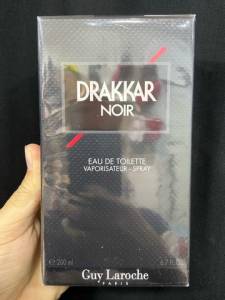 DRAKKAR
NOIR
EAU DE TOILETTE
VAPORISATEUR - SPRAY
e 200 ml 6.7 FL.OZ
Guy Laroche
PARIS